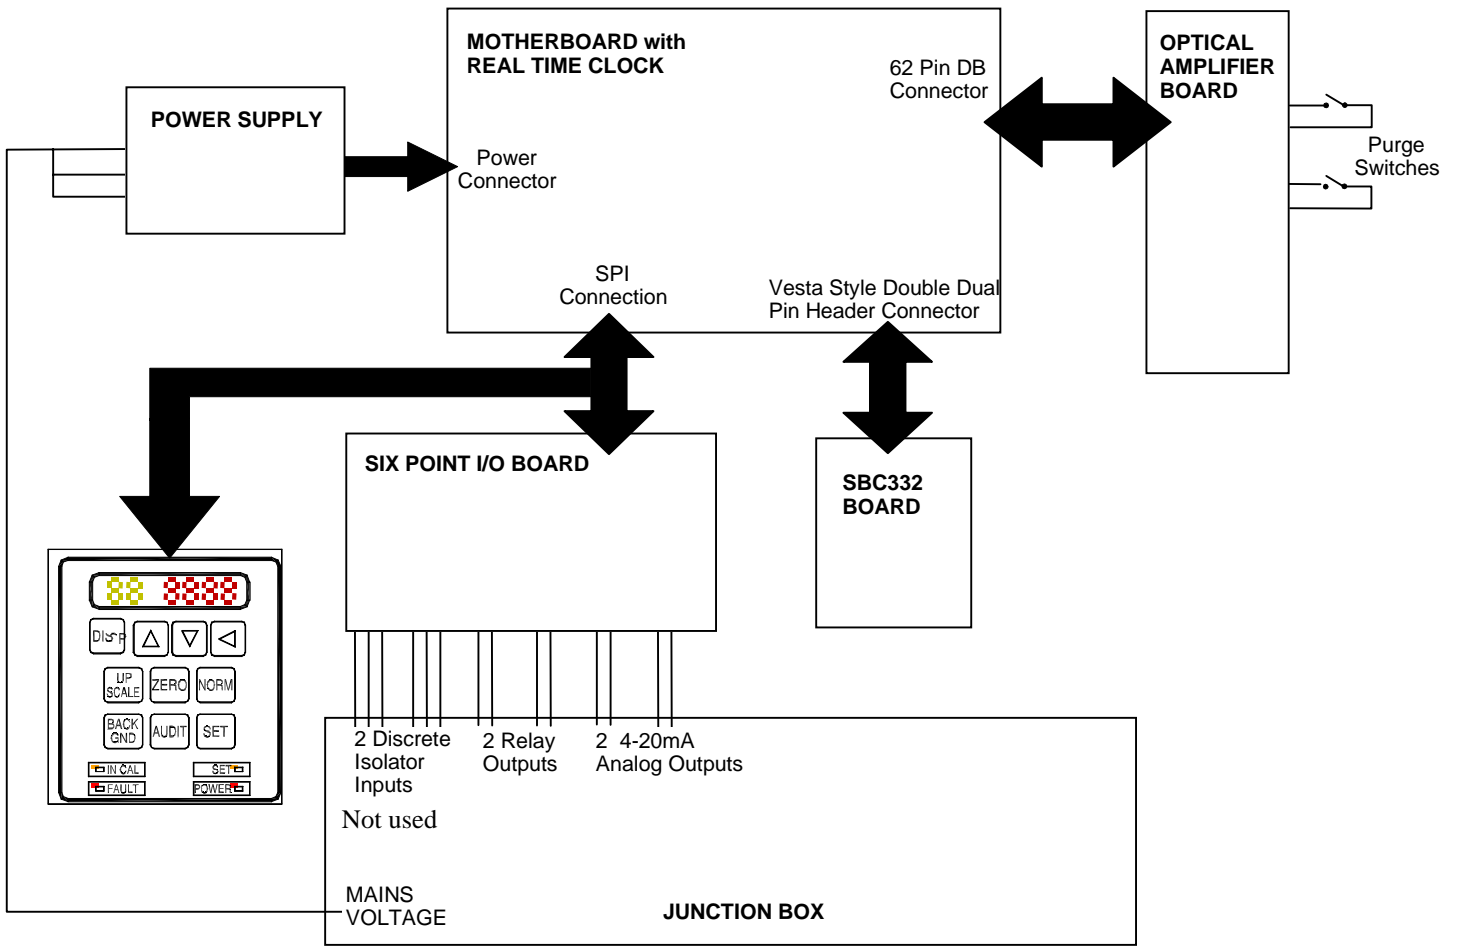 MOTHERBOARD with
REAL TIME CLOCK
62 Pin DB
Connector
OPTICAL
AMPLIFIER
BOARD
POWER SUPPLY
Power
Connector
Purge
Switches
SPI
Connection
Vesta Style Double Dual
Pin Header Connector
SIX POINT I/O BOARD
SBC332
BOARD
88 8888
DISP
UP
SCALE
ZERO
NORM
BACK
GND
AUDIT
SET
IN CAL
SET
FAULT
POWER
2 Discrete
Isolator
Inputs
2 Relay
Outputs
2 4-20mA
Analog Outputs
Not used
MAINS
VOLTAGE
JUNCTION BOX